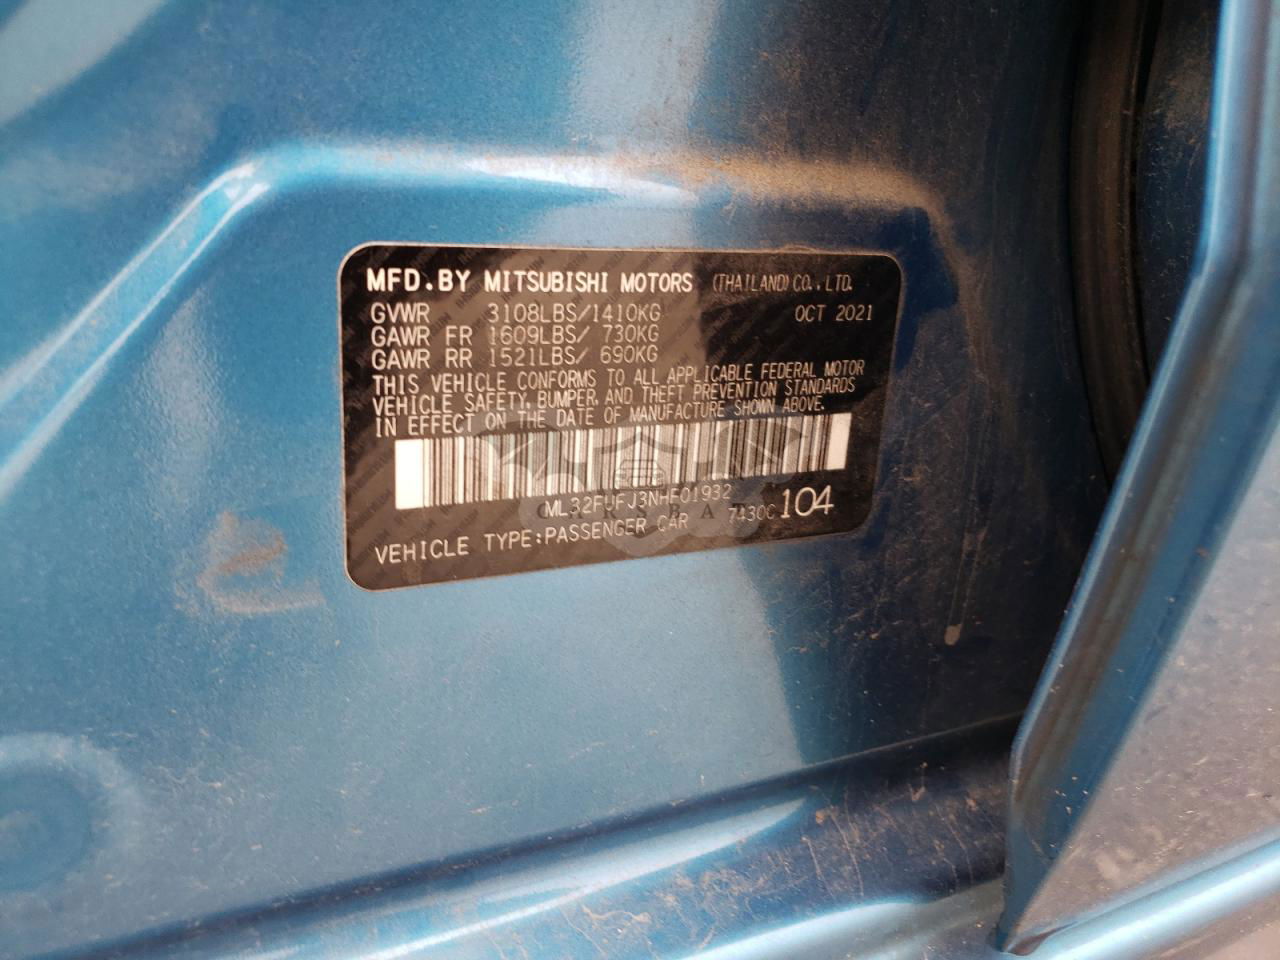 MFD.BY MITSUBISHI MOTORS (THAILAND) CO.,LTD.
GVWR 3108LBS/1410KG OCT 2021
GAWR FR 1609LBS/ 730KG
GAWR RR 1521LBS/ 690KG
THIS VEHICLE CONFORMS TO ALL APPLICABLE FEDERAL MOTOR
VEHICLE SAFETY, BUMPER, AND THEFT PREVENTION STANDARDS
IN EFFECT ON THE DATE OF MANUFACTURE SHOWN ABOVE.
ML32FUFJ3NHF01932
7430C 104
VEHICLE TYPE:PASSENGER CAR